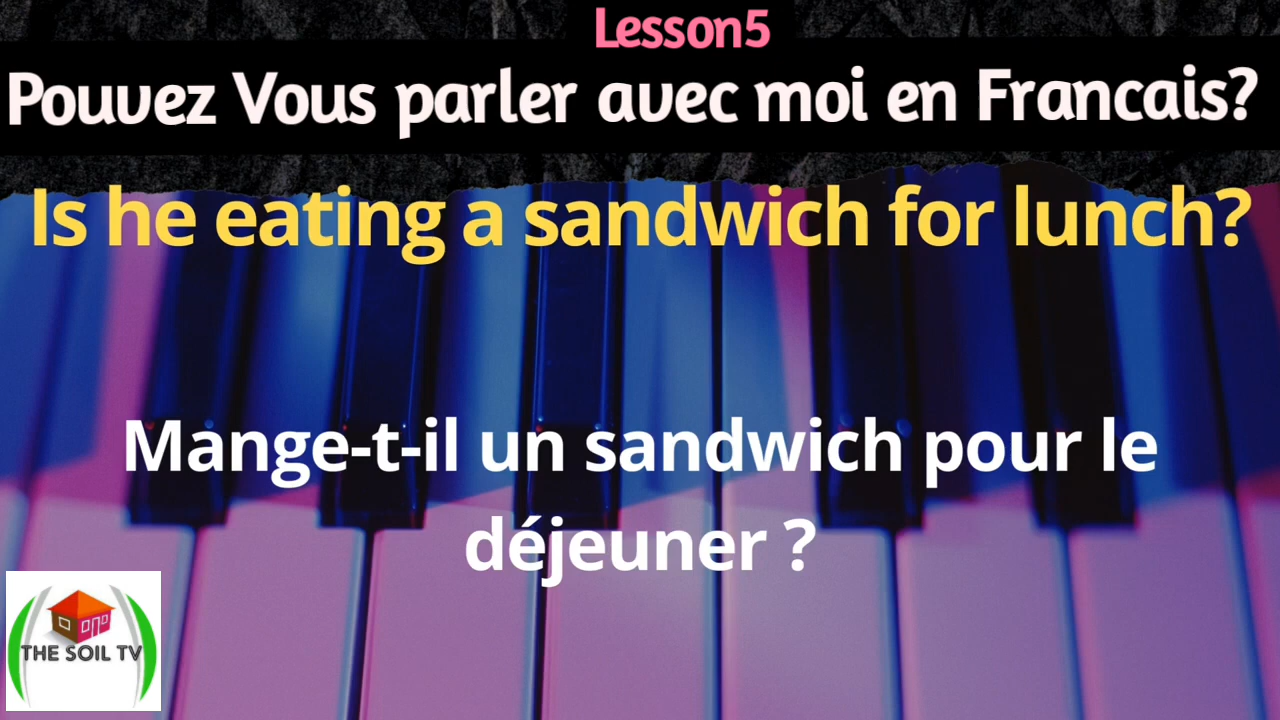 Lesson5
Pouvez Vous parler avec moi en Francais?
Is he eating a sandwich for lunch?
Mange-t-il un sandwich pour le
déjeuner ?
THE SOIL TV